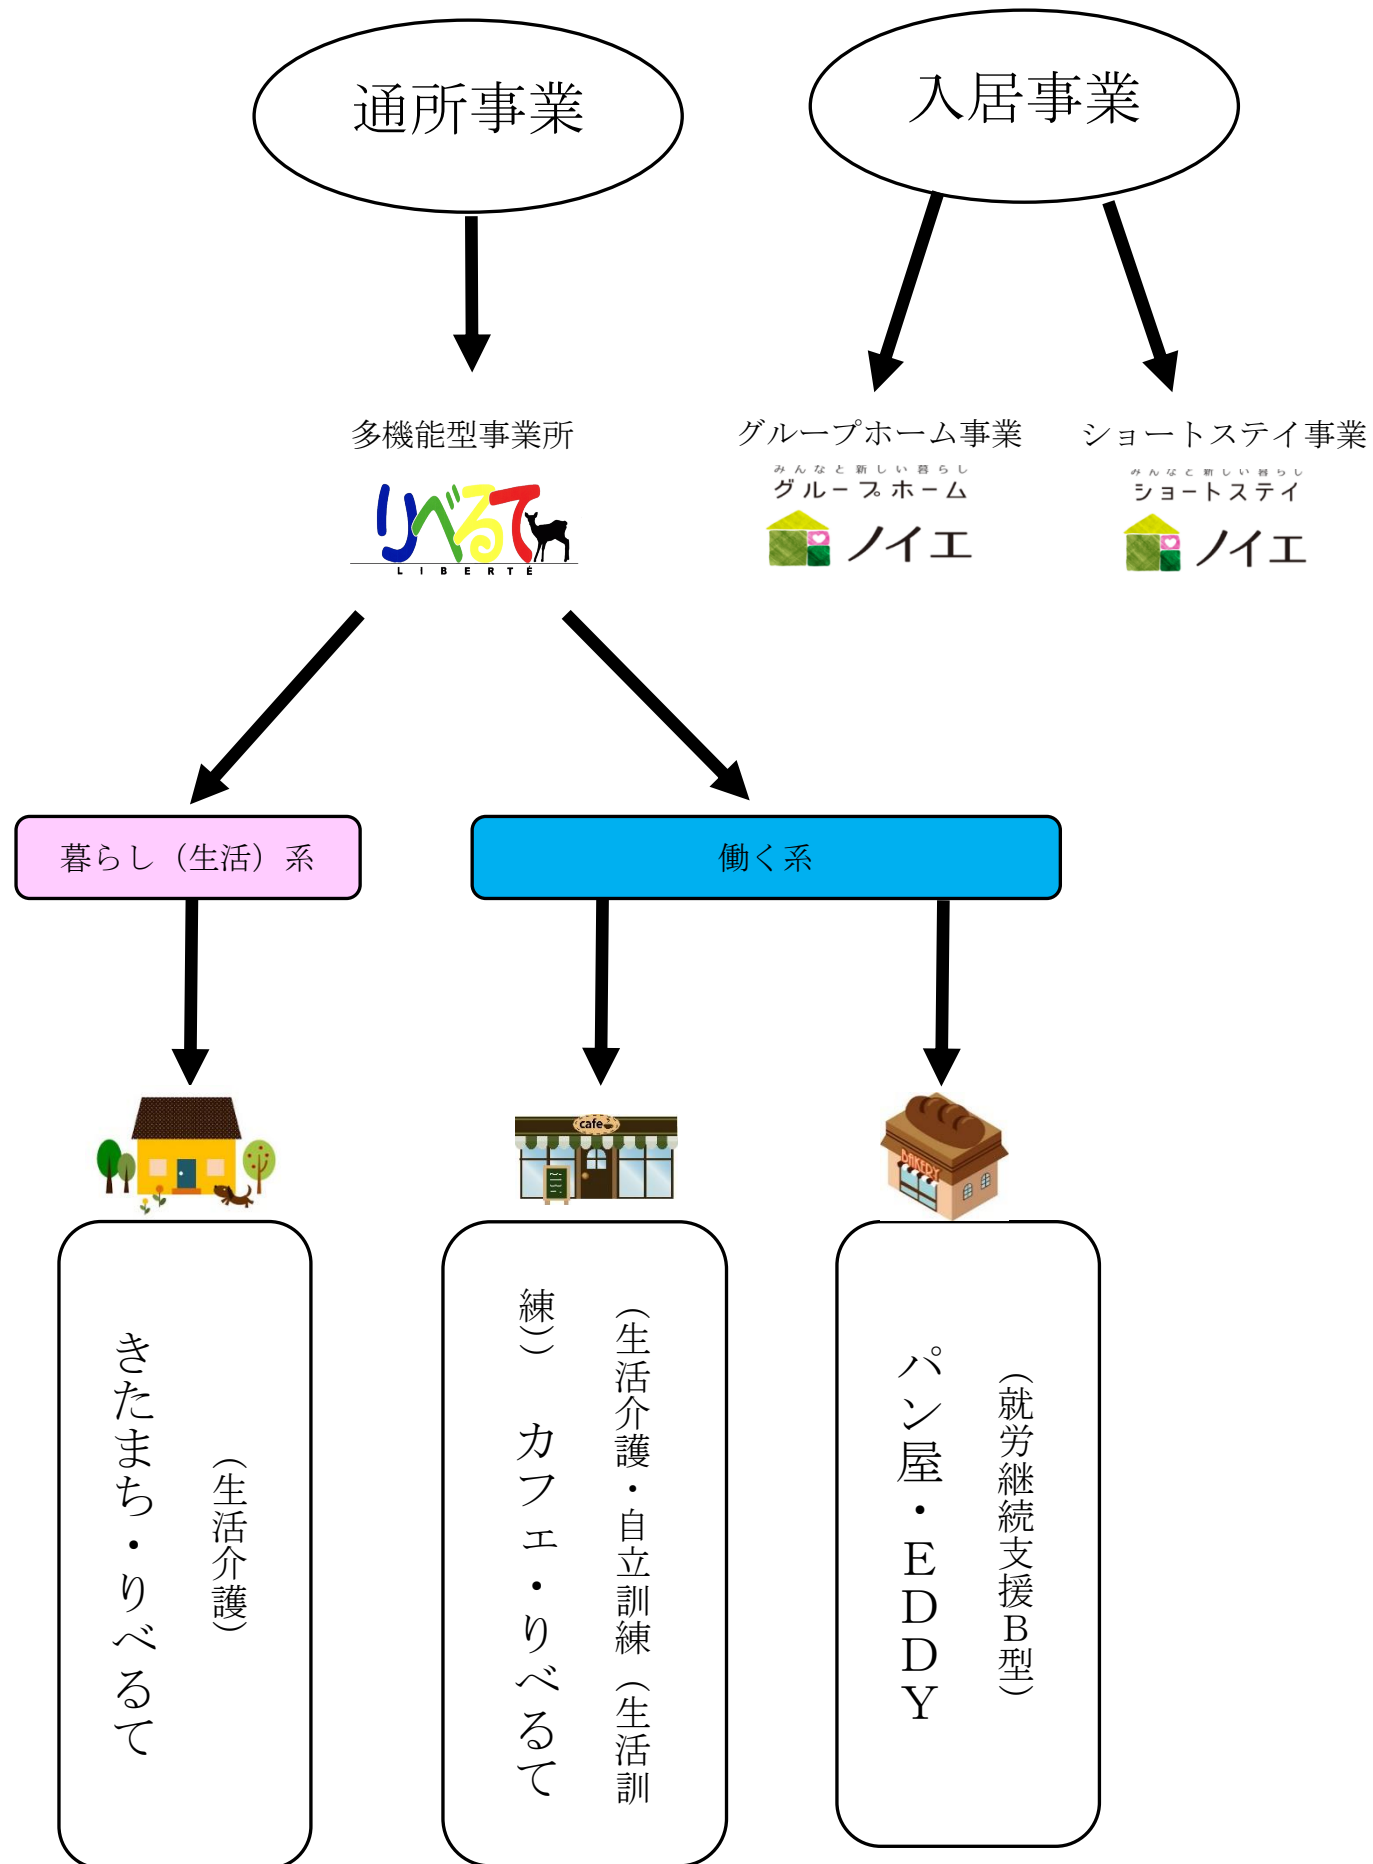 通所事業
入居事業
多機能型事業所
りべるて
LIBERTÉ
グループホーム事業
みんなと新しい暮らし
グループホーム
ノイエ
ショートステイ事業
みんなと新しい暮らし
ショートステイ
ノイエ
暮らし（生活）系
働く系
cafe
BAKERY
（生活介護）
きたまち・りべるて
（生活介護・自立訓練（生活訓
練））　カフェ・りべるて
（就労継続支援Ｂ型）
パン屋・ＥＤＤＹ